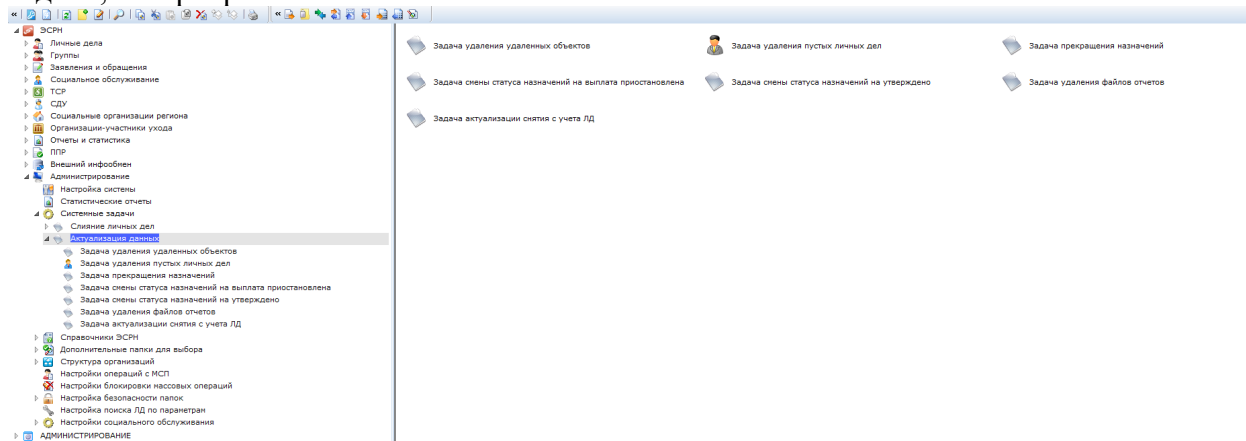 ЭСРН
Личные дела
Группы
Заявления и обращения
Социальное обслуживание
ТСР
СДУ
Социальные организации региона
Организации-участники ухода
Отчеты и статистика
ППР
Внешний инфообмен
Администрирование
Настройка системы
Статистические отчеты
Системные задачи
Слияние личных дел
Актуализация данных
Задача удаления удаленных объектов
Задача удаления пустых личных дел
Задача прекращения назначений
Задача смены статуса назначений на выплата приостановлена
Задача смены статуса назначений на утверждено
Задача удаления файлов отчетов
Задача актуализации снятия с учета ЛД
Справочники ЭСРН
Дополнительные папки для выбора
Структура организаций
Настройки операций с МСП
Настройки блокировки массовых операций
Настройка безопасности папок
Настройка поиска ЛД по параметрам
Настройки социального обслуживания
АДМИНИСТРИРОВАНИЕ
Задача удаления удаленных объектов
Задача удаления пустых личных дел
Задача прекращения назначений
Задача смены статуса назначений на выплата приостановлена
Задача смены статуса назначений на утверждено
Задача удаления файлов отчетов
Задача актуализации снятия с учета ЛД